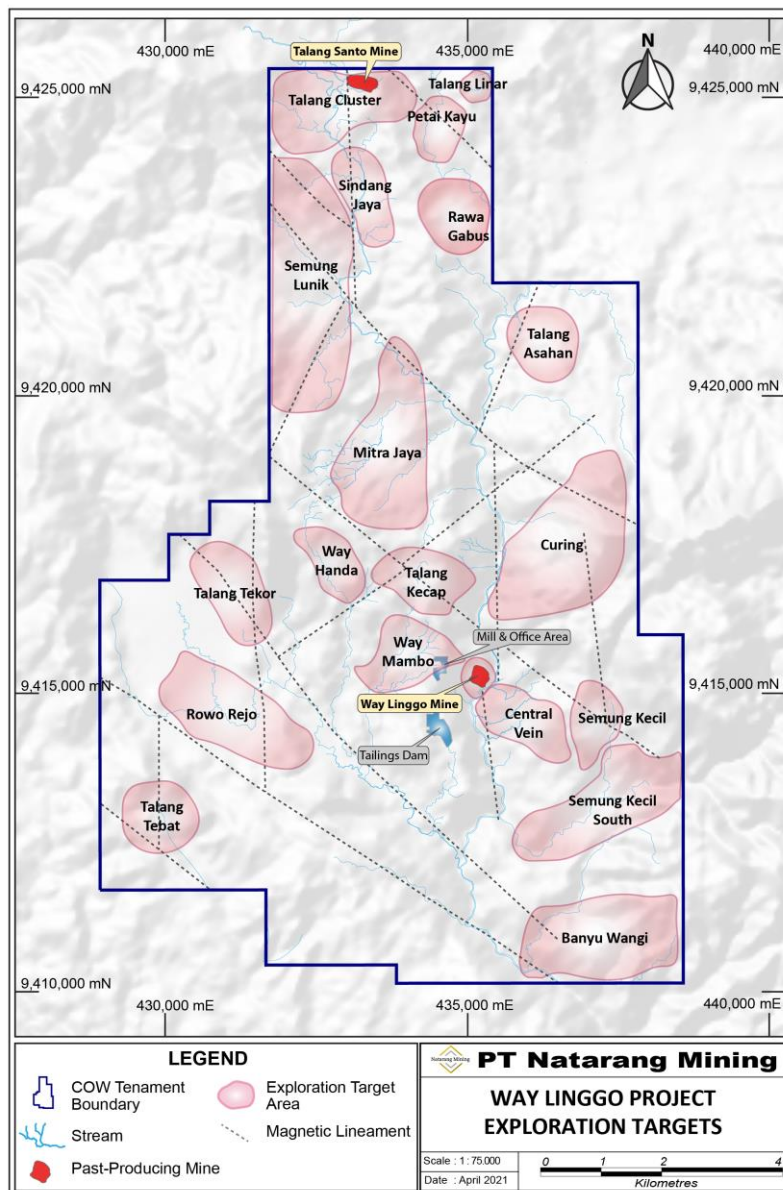 430,000 mE
435,000 mE
440,000 mE
Talang Santo Mine
N
9,425,000 mN
9,425,000 mN
Talang Linar
Talang Cluster
Petai Kayu
Sindang
Jaya
Rawa
Gabus
Semung
Lunik
Talang
Asahan
9,420,000 mN
9,420,000 mN
Mitra Jaya
Curing
Way
Handa
Talang
Kecap
Talang Tekor
Mill & Office Area
Way
Mambo
9,415,000 mN
9,415,000 mN
Way Linggo Mine
Rowo Rejo
Central
Vein
Semung Kecil
Tailings Dam
Talang
Tebat
Semung Kecil
South
Banyu Wangi
9,410,000 mN
430,000 mE
435,000 mE
440,000 mE
LEGEND
COW Tenament
Boundary
Exploration Target
Area
Stream
Magnetic Lineament
Past-Producing Mine
Natarang Mining
PT Natarang Mining
WAY LINGGO PROJECT
EXPLORATION TARGETS
Scale : 1 : 75.000
Date : April 2021
0 1 2 4
Kilometres